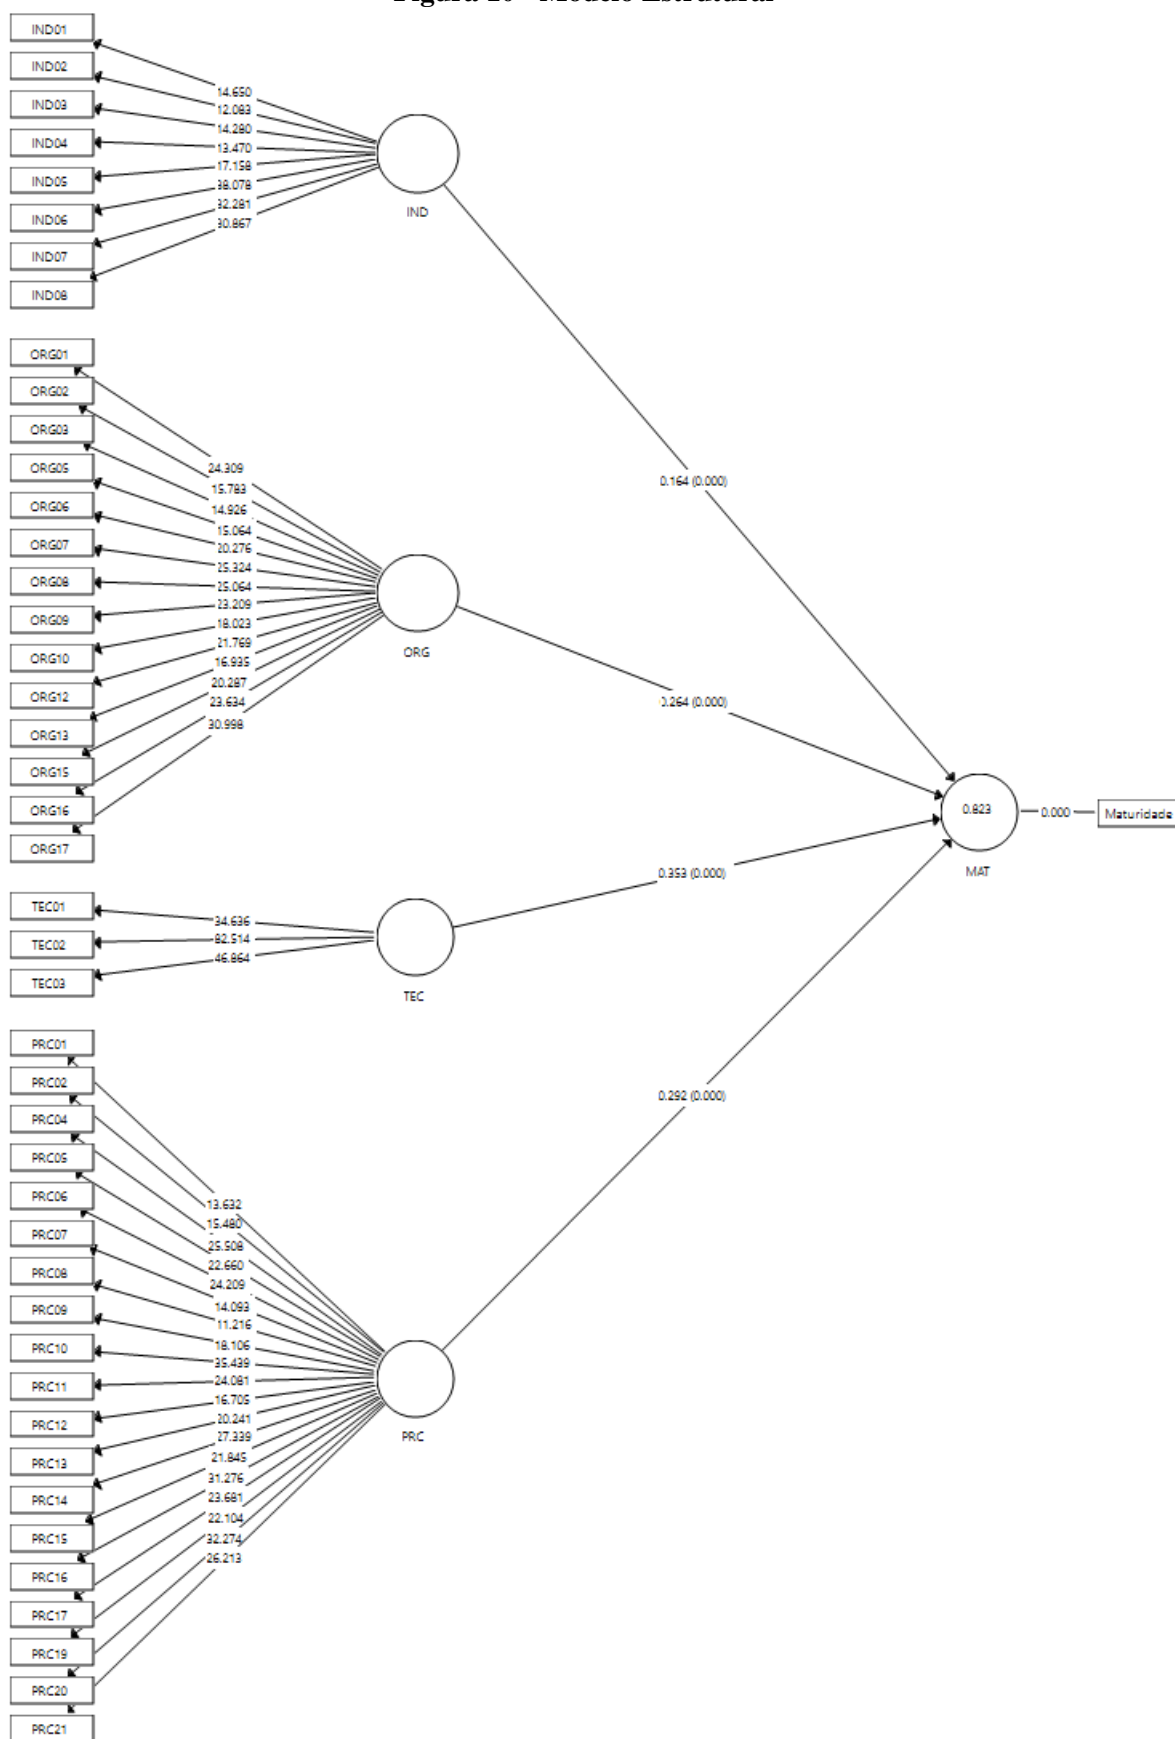 Figura 10 - Modelo Estrutural
IND01
IND02
IND03
IND04
IND05
IND06
IND07
IND08
14.650
12.083
14.280
13.470
17.158
38.078
32.281
30.867
IND
0.164 (0.000)
ORG01
ORG02
ORG03
ORG05
ORG06
ORG07
ORG08
ORG09
ORG10
ORG12
ORG13
ORG15
ORG16
ORG17
24.309
15.783
14.926
15.064
20.276
25.324
25.064
23.209
18.023
21.769
16.935
20.287
23.634
30.998
ORG
0.264 (0.000)
0.823
MAT
0.000
Maturidade
TEC01
TEC02
TEC03
34.636
82.514
46.864
TEC
0.353 (0.000)
PRC01
PRC02
PRC04
PRC05
PRC06
PRC07
PRC08
PRC09
PRC10
PRC11
PRC12
PRC13
PRC14
PRC15
PRC16
PRC17
PRC19
PRC20
PRC21
13.632
15.480
25.508
22.660
24.209
14.093
11.216
18.106
35.439
24.081
16.705
20.241
27.339
21.845
31.276
23.681
22.104
32.274
26.213
PRC
0.292 (0.000)